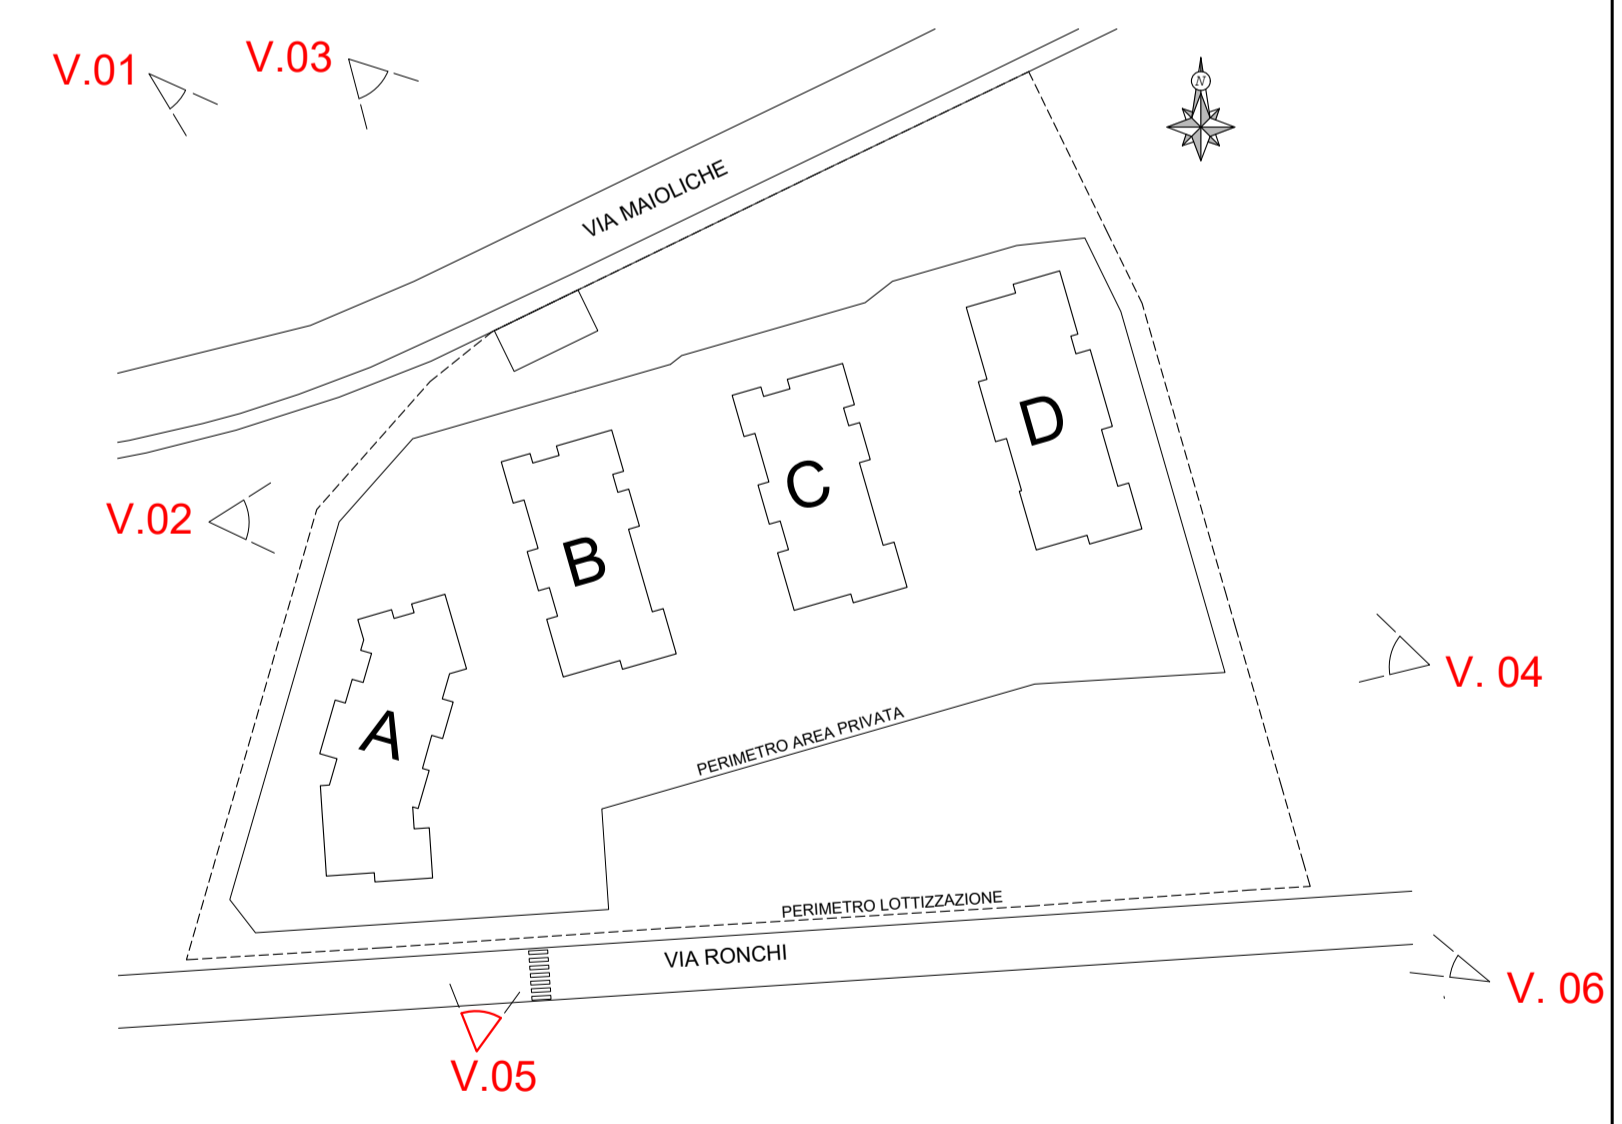 V.01
V.03
N
VIA MAIOLICHE
D
C
V.02
B
V. 04
A
PERIMETRO AREA PRIVATA
PERIMETRO LOTTIZZAZIONE
VIA RONCHI
V. 06
V.05